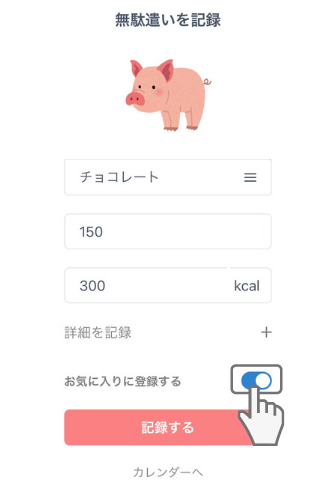 無駄遣いを記録
チョコレート
150
300 kcal
詳細を記録 +
お気に入りに登録する
記録する
カレンダーへ